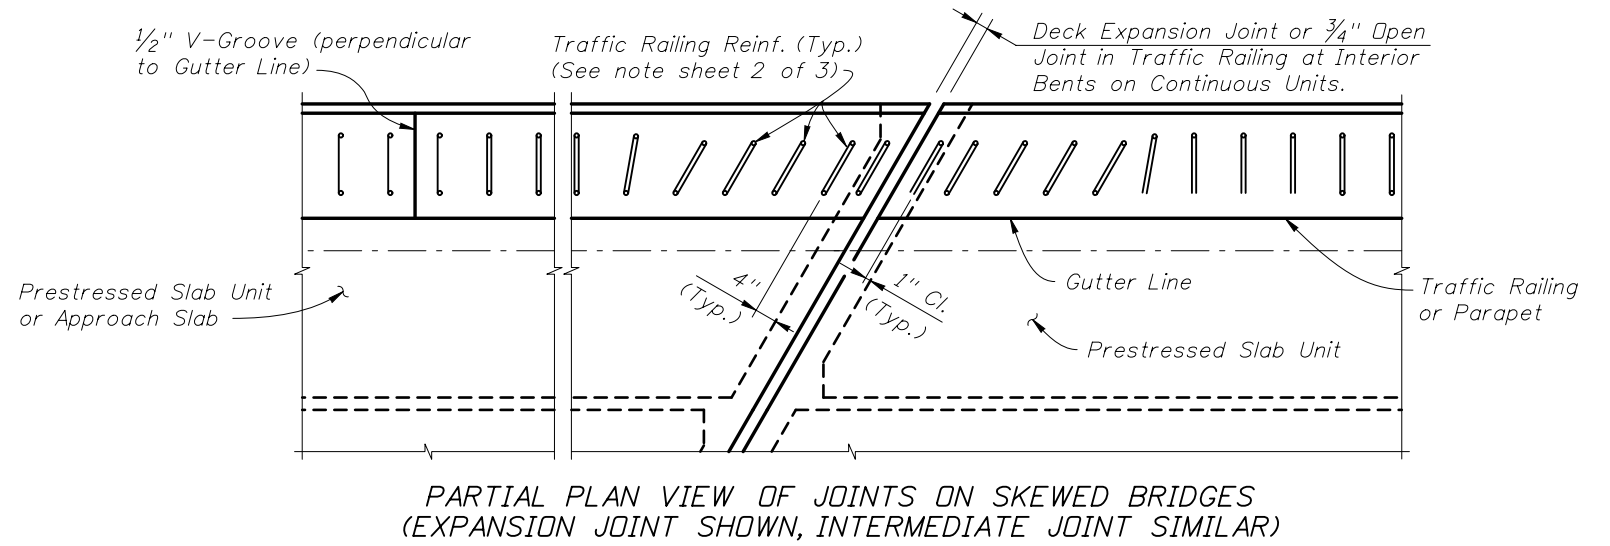 ½" V-Groove (perpendicular
to Gutter Line)
Traffic Railing Reinf. (Typ.)
(See note sheet 2 of 3)
Deck Expansion Joint or ¾" Open
Joint in Traffic Railing at Interior
Bents on Continuous Units.
Prestressed Slab Unit
or Approach Slab
4"
(Typ.)
1" Cl.
(Typ.)
Gutter Line
Prestressed Slab Unit
Traffic Railing
or Parapet
PARTIAL PLAN VIEW OF JOINTS ON SKEWED BRIDGES
(EXPANSION JOINT SHOWN, INTERMEDIATE JOINT SIMILAR)